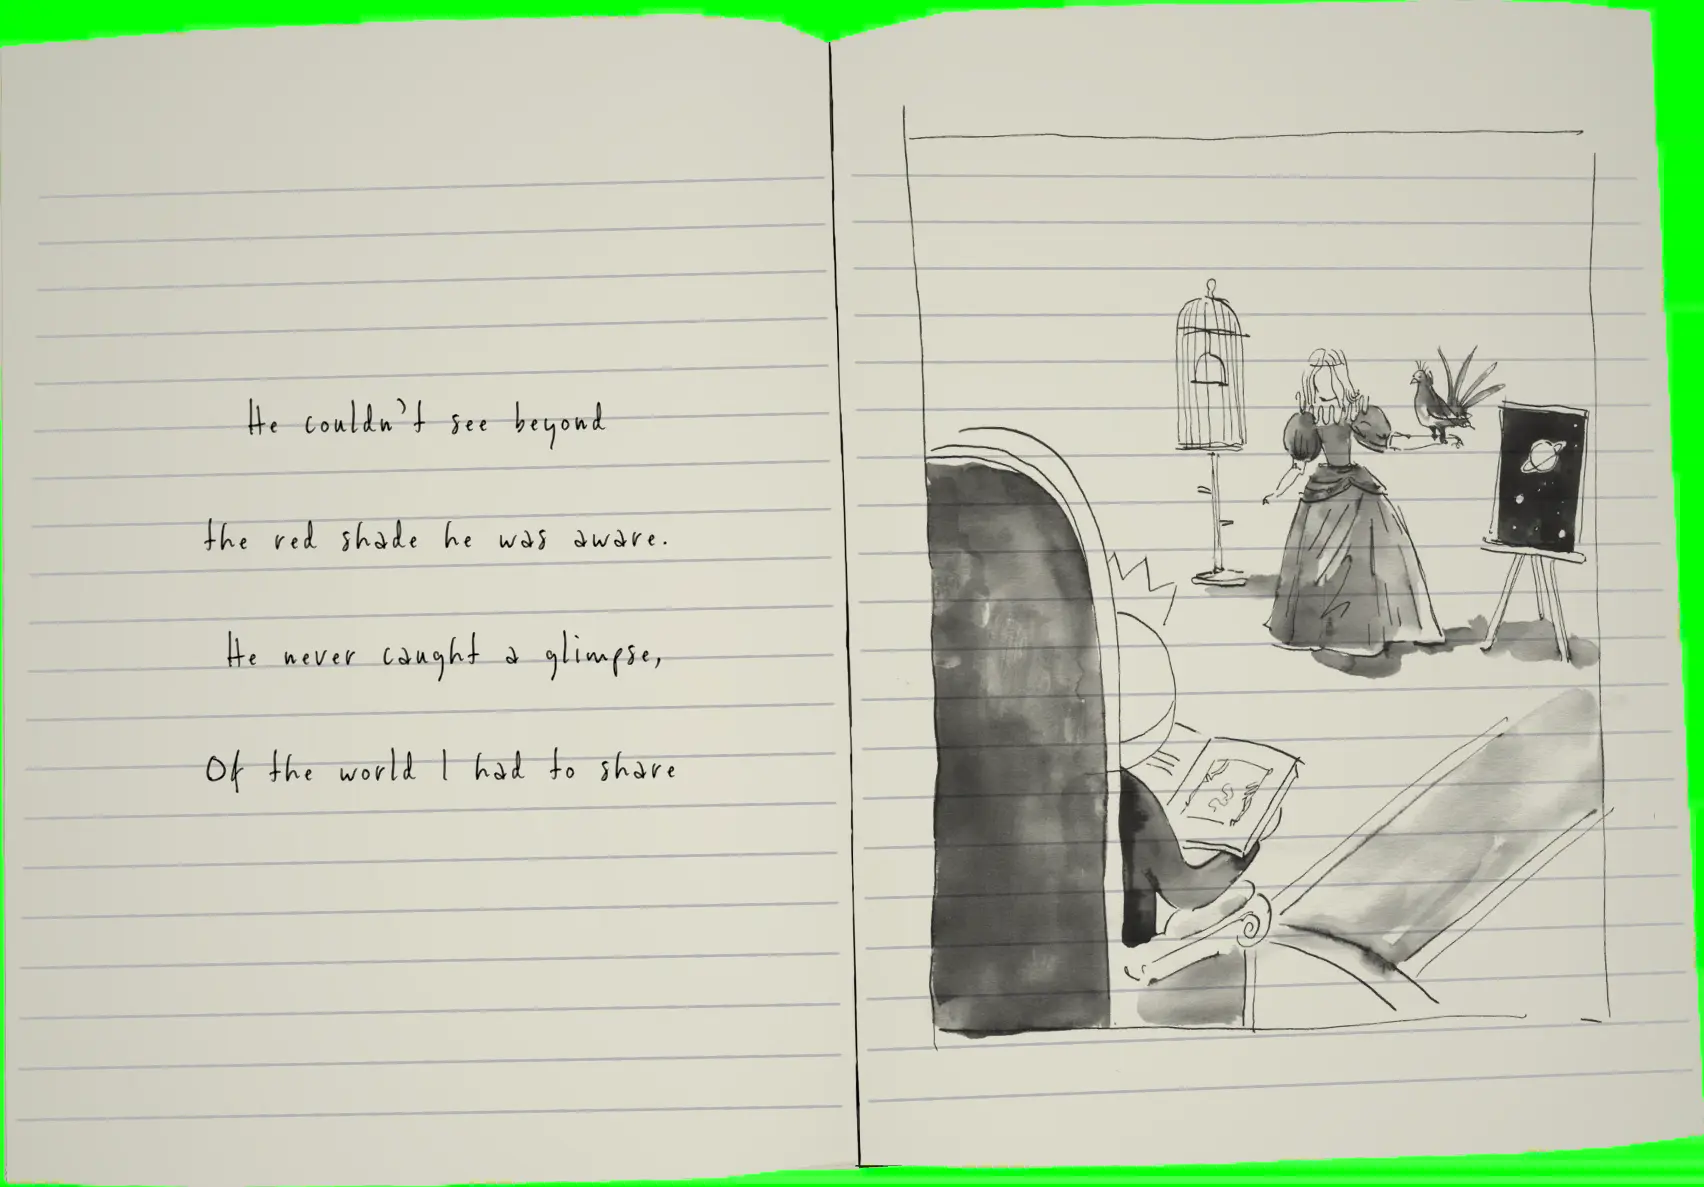 He couldn't see beyond
the red shade he was aware.
He never caught a glimpse,
Of the world I had to share